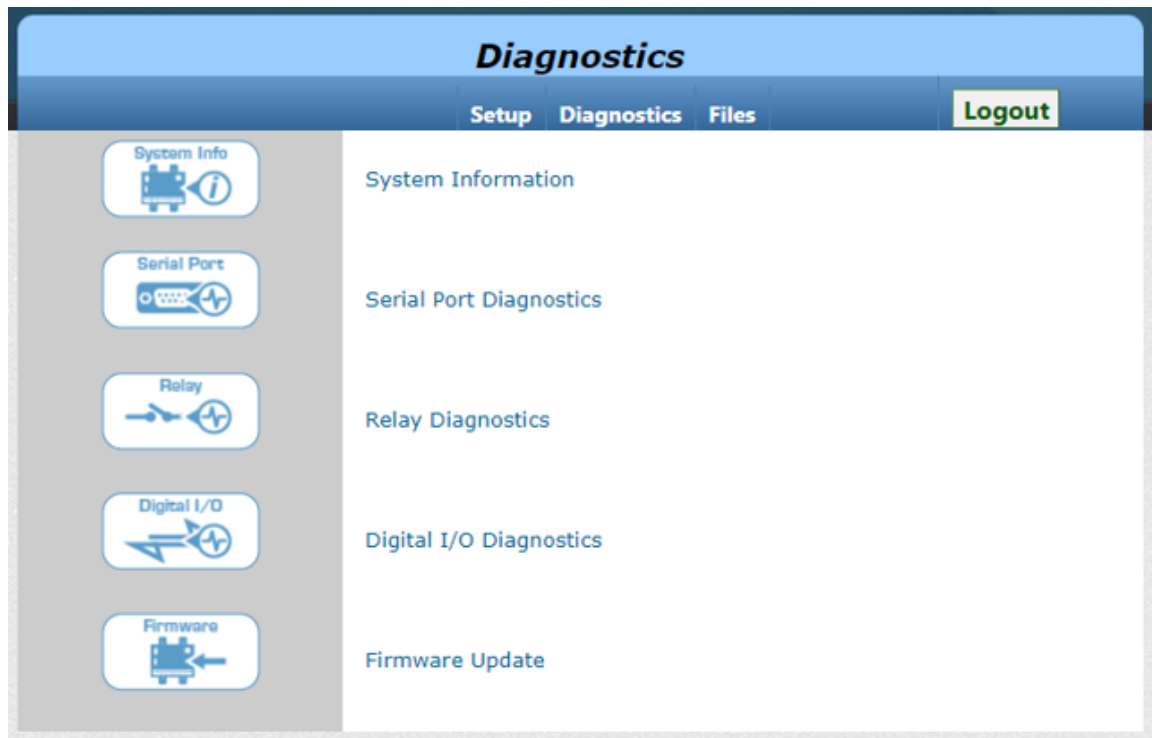 Diagnostics
Setup Diagnostics Files Logout
System Info
System Information
Serial Port
Serial Port Diagnostics
Relay
Relay Diagnostics
Digital I/O
Digital I/O Diagnostics
Firmware
Firmware Update